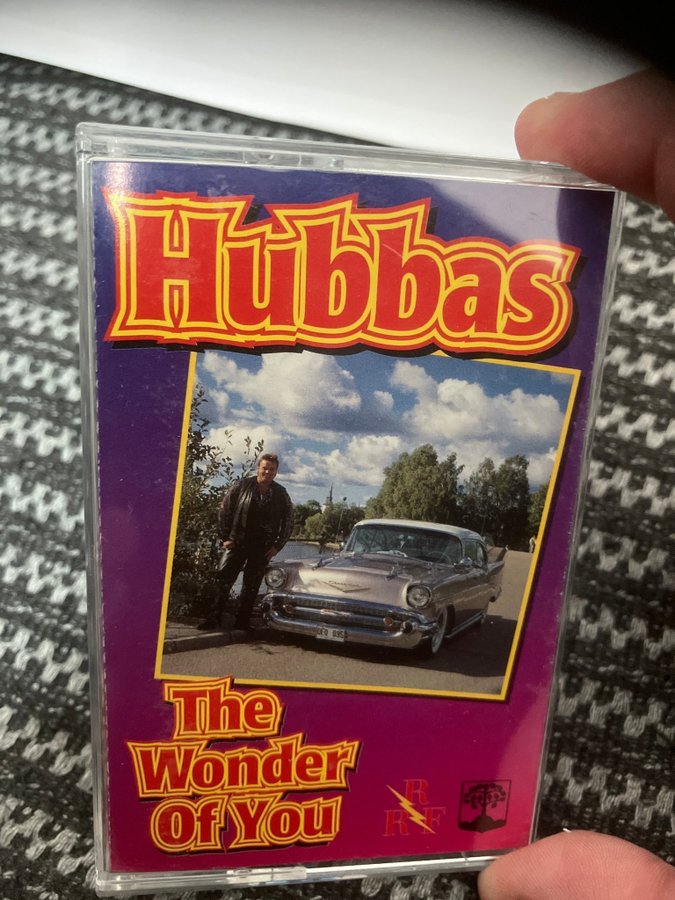 Hubbas
The
Wonder
Of You
R
R F